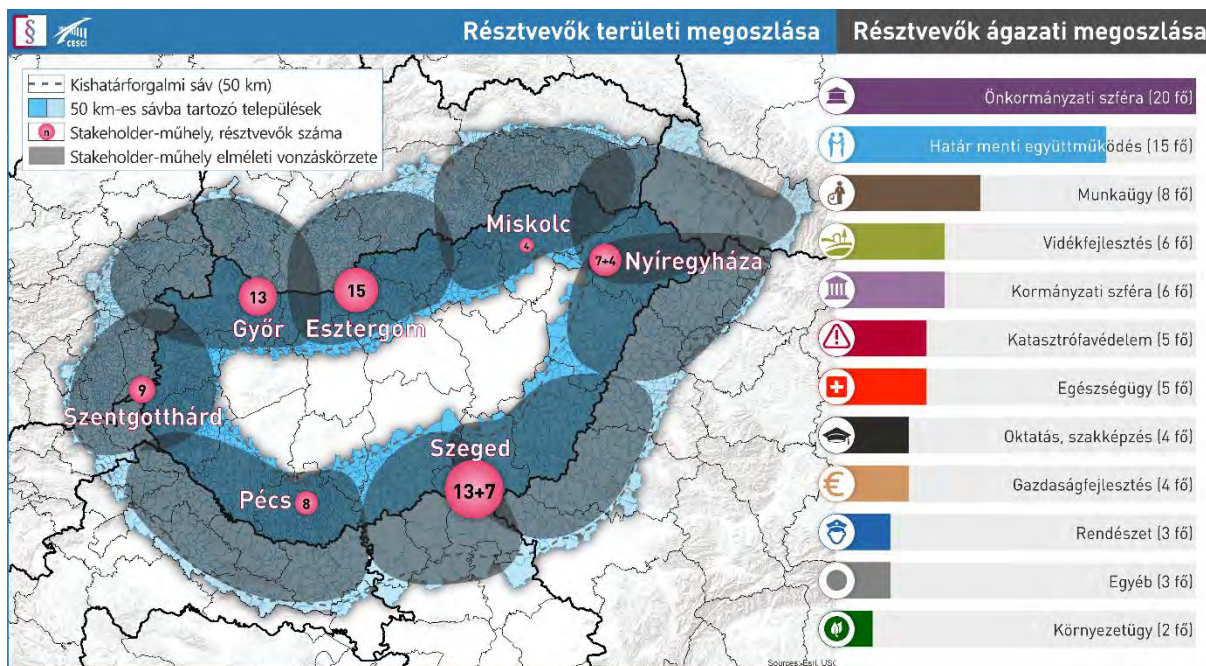 § CESCI
Résztvevők területi megoszlása
Résztvevők ágazati megoszlása
Kishatárforgalmi sáv (50 km)
50 km-es sávba tartozó települések
n Stakeholder-műhely, résztvevők száma
Stakeholder-műhely elméleti vonzáskörzete
Miskolc
4
7+4 Nyíregyháza
13
15
Győr
Esztergom
9
Szentgotthárd
Szeged
13+7
Pécs 8
Sources: Esri, USG
Önkormányzati szféra (20 fő)
Határ menti együttműködés (15 fő)
Munkaügy (8 fő)
Vidékfejlesztés (6 fő)
Kormányzati szféra (6 fő)
Katasztrófavédelem (5 fő)
Egészségügy (5 fő)
Oktatás, szakképzés (4 fő)
€ Gazdaságfejlesztés (4 fő)
Rendészet (3 fő)
Egyéb (3 fő)
Környezetügy (2 fő)